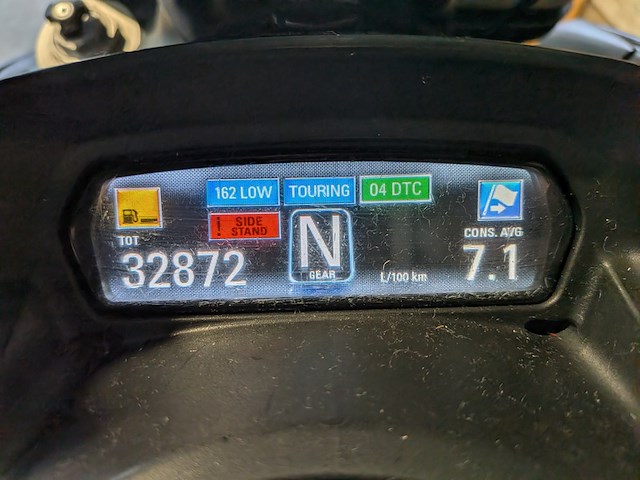 162 LOW TOURING 04 DTC
! SIDE STAND
TOT
32872
N
GEAR
L/100 km
CONS. AVG
7.1